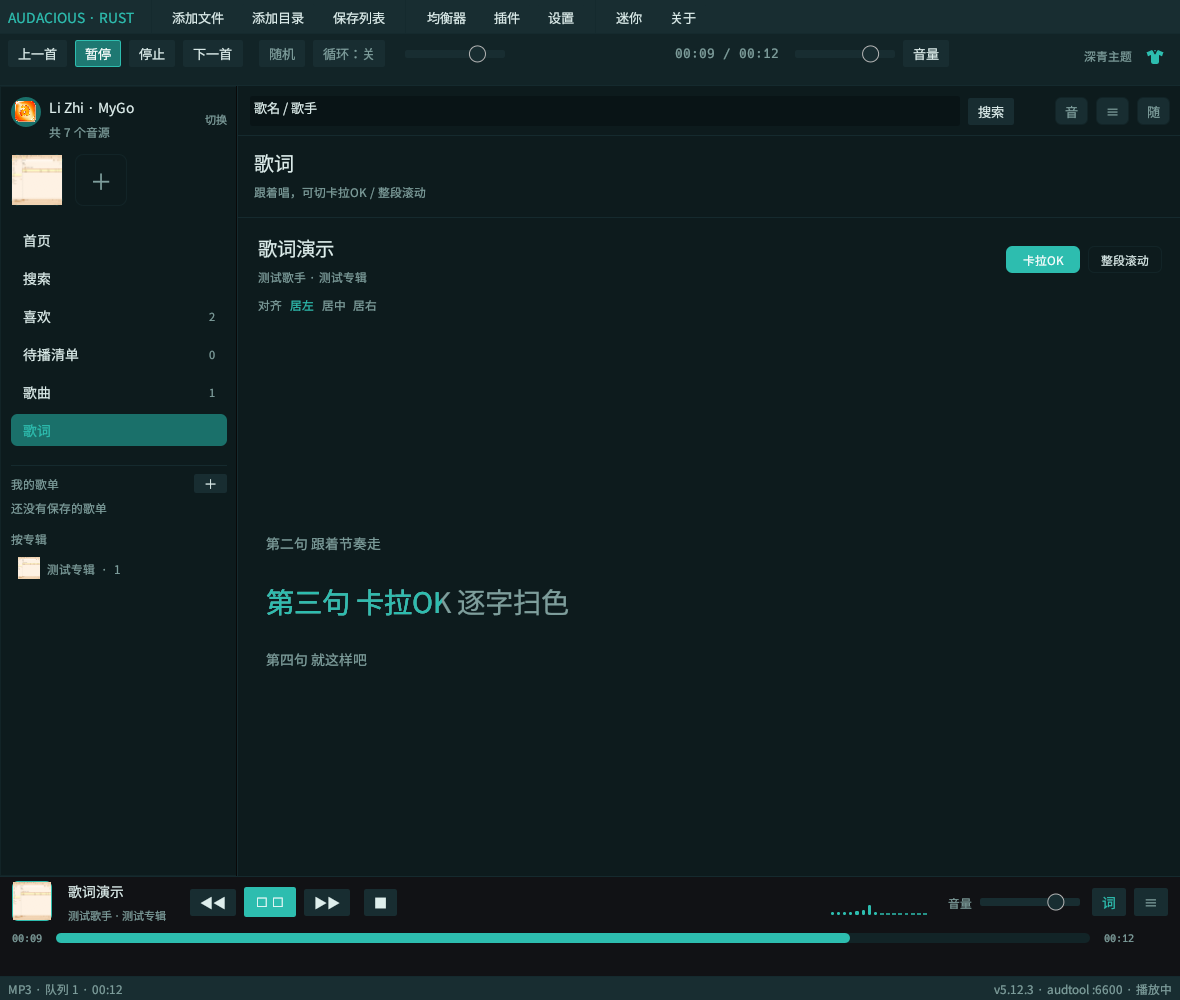 AUDACIOUS · RUST 添加文件 添加目录 保存列表 均衡器 插件 设置 迷你 关于
上一首 暂停 停止 下一首 随机 循环：关 00:09 / 00:12 音量 深青主题
Li Zhi · MyGo
共 7 个音源
切换
首页
搜索
喜欢 2
待播清单 0
歌曲 1
歌词
我的歌单
还没有保存的歌单
按专辑
测试专辑 · 1
歌名 / 歌手 搜索 音 随
歌词
跟着唱，可切卡拉OK / 整段滚动
歌词演示
测试歌手 · 测试专辑
对齐 居左 居中 居右
卡拉OK 整段滚动
第二句 跟着节奏走
第三句 卡拉OK 逐字扫色
第四句 就这样吧
歌词演示
测试歌手 · 测试专辑
音量 词
00:09 00:12
MP3 · 队列 1 · 00:12 v5.12.3 · audtool :6600 · 播放中